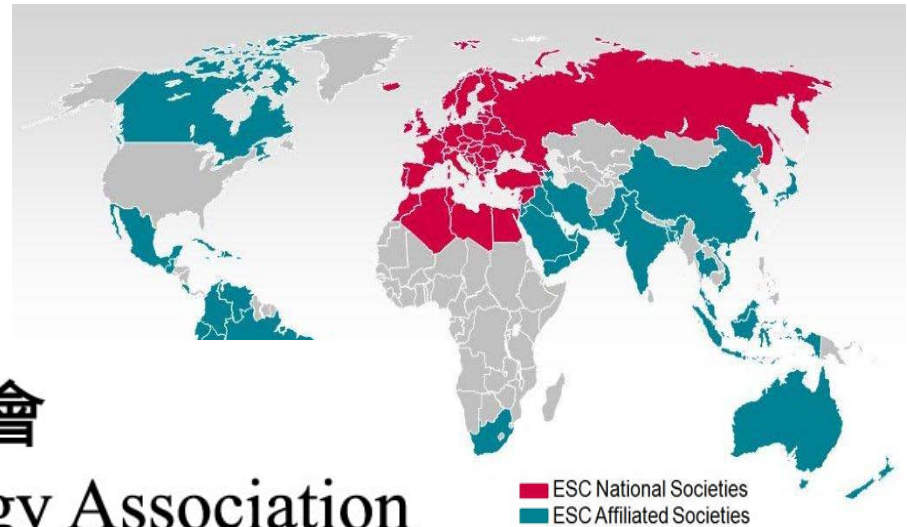 會
gy Association
ESC National Societies
ESC Affiliated Societies